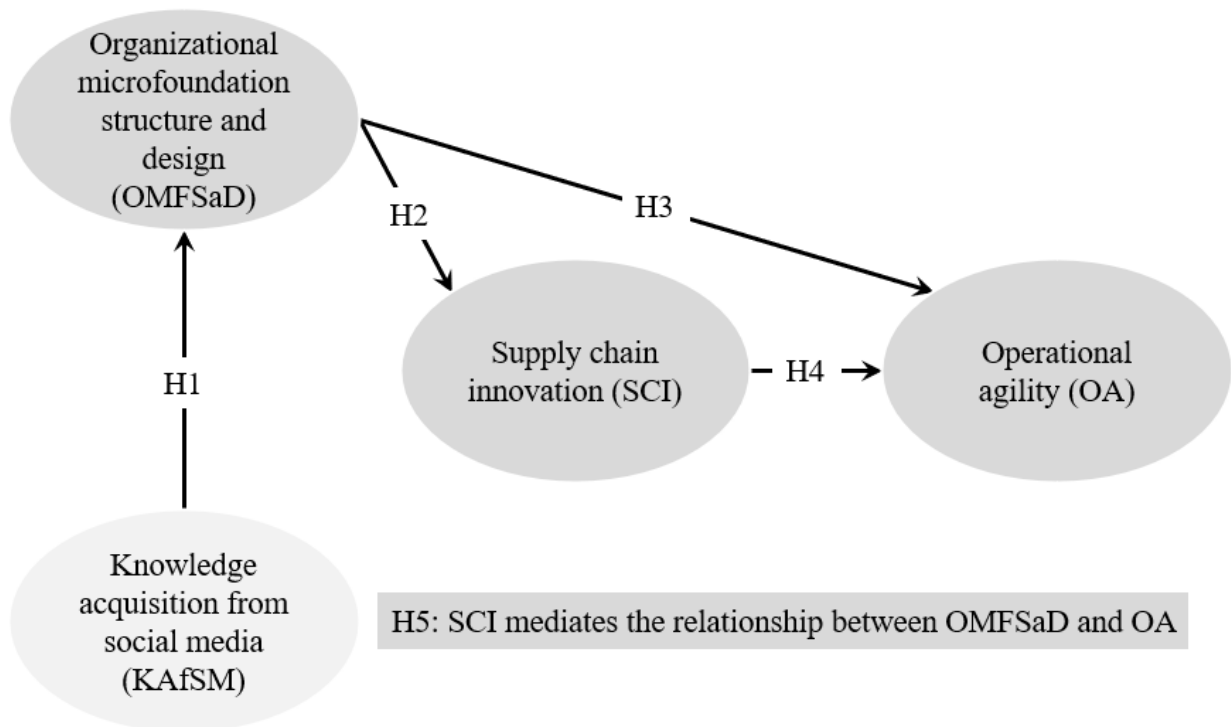 Organizational
microfoundation
structure and
design
(OMFSaD)
H2
H3
H1
Supply chain
innovation (SCI)
H4
Operational
agility (OA)
Knowledge
acquisition from
social media
(KAfSM)
H5: SCI mediates the relationship between OMFSaD and OA